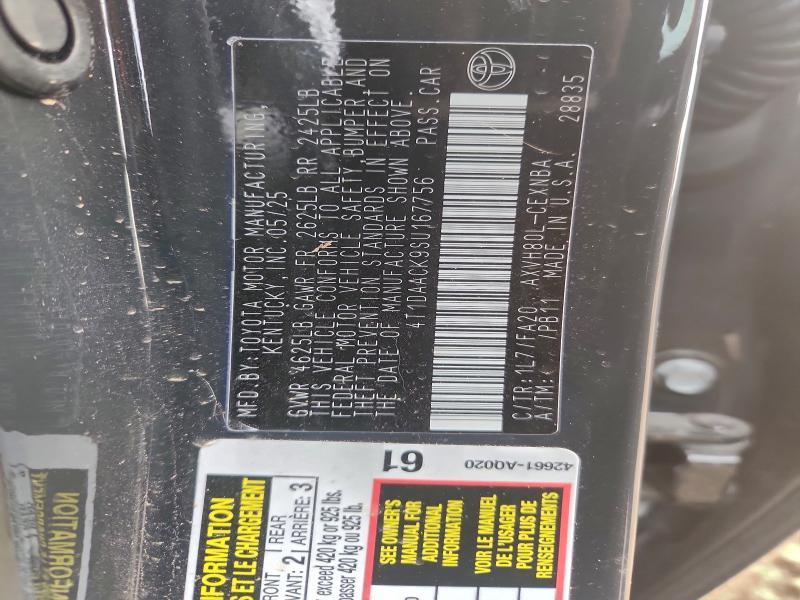 MFD.BY: TOYOTA MOTOR MANUFACTURING,
KENTUCKY, INC. 05/25
GVWR 4625LB GAWR FR 2625LB RR 2425LB
THIS VEHICLE CONFORMS TO ALL APPLICABLE
FEDERAL MOTOR VEHICLE SAFETY, BUMPER, AND
THEFT PREVENTION STANDARDS IN EFFECT ON
THE DATE OF MANUFACTURE SHOWN ABOVE.
4T1DAACK9SU167756 PASS.CAR
C/TR: 1L7/FA20 AXVH80L-CEXNBA
A/TM: /PB11 MADE IN U.S.A. 28835
INFORMATION
ET LE CHARGEMENT
FRONT REAR
AVANT: 2 ARRIÈRE: 3
exceed 420 kg or 925 lbs.
passer 420 kg ou 925 lb.
SEE OWNER'S
MANUAL FOR
ADDITIONAL
INFORMATION
VOIR LE MANUEL
DE L'USAGER
POUR PLUS DE
RENSEIGNEMENTS
61
42661-AQ020